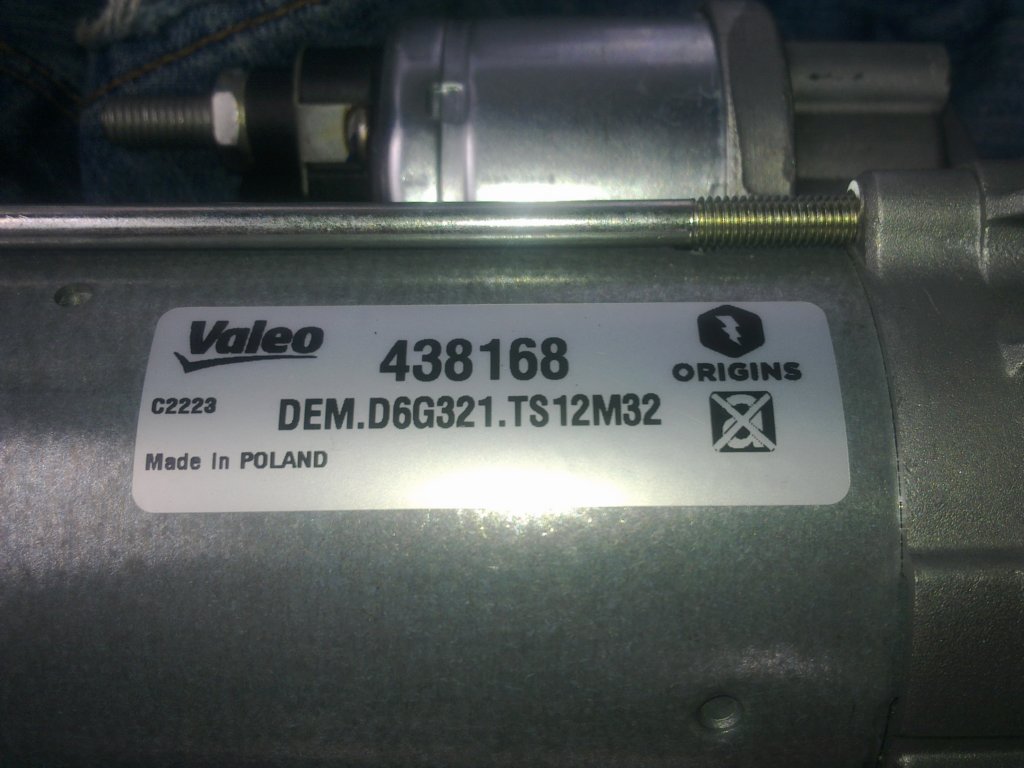 Valeo
438168
ORIGINS
C2223
DEM.D6G321.TS12M32
Made in POLAND